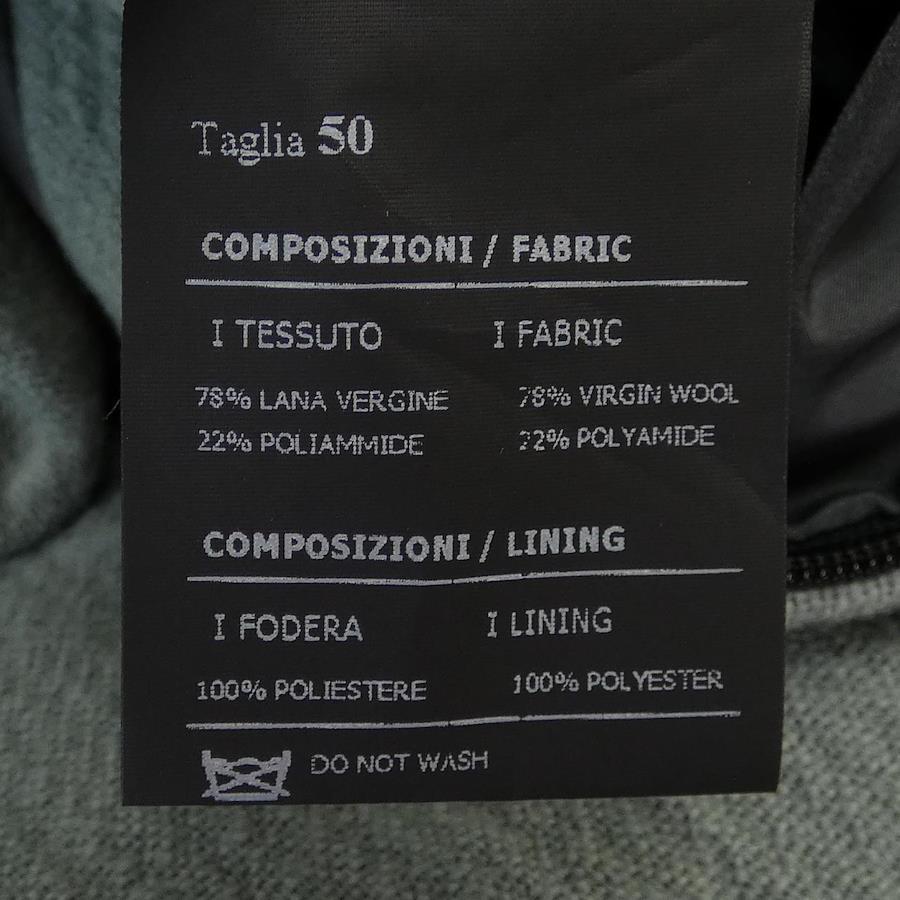 Taglia 50
COMPOSIZIONI / FABRIC
I TESSUTO I FABRIC
78% LANA VERGINE 78% VIRGIN WOOL
22% POLIAMMIDE 22% POLYAMIDE
COMPOSIZIONI / LINING
I FODERA I LINING
100% POLIESTERE 100% POLYESTER
DO NOT WASH